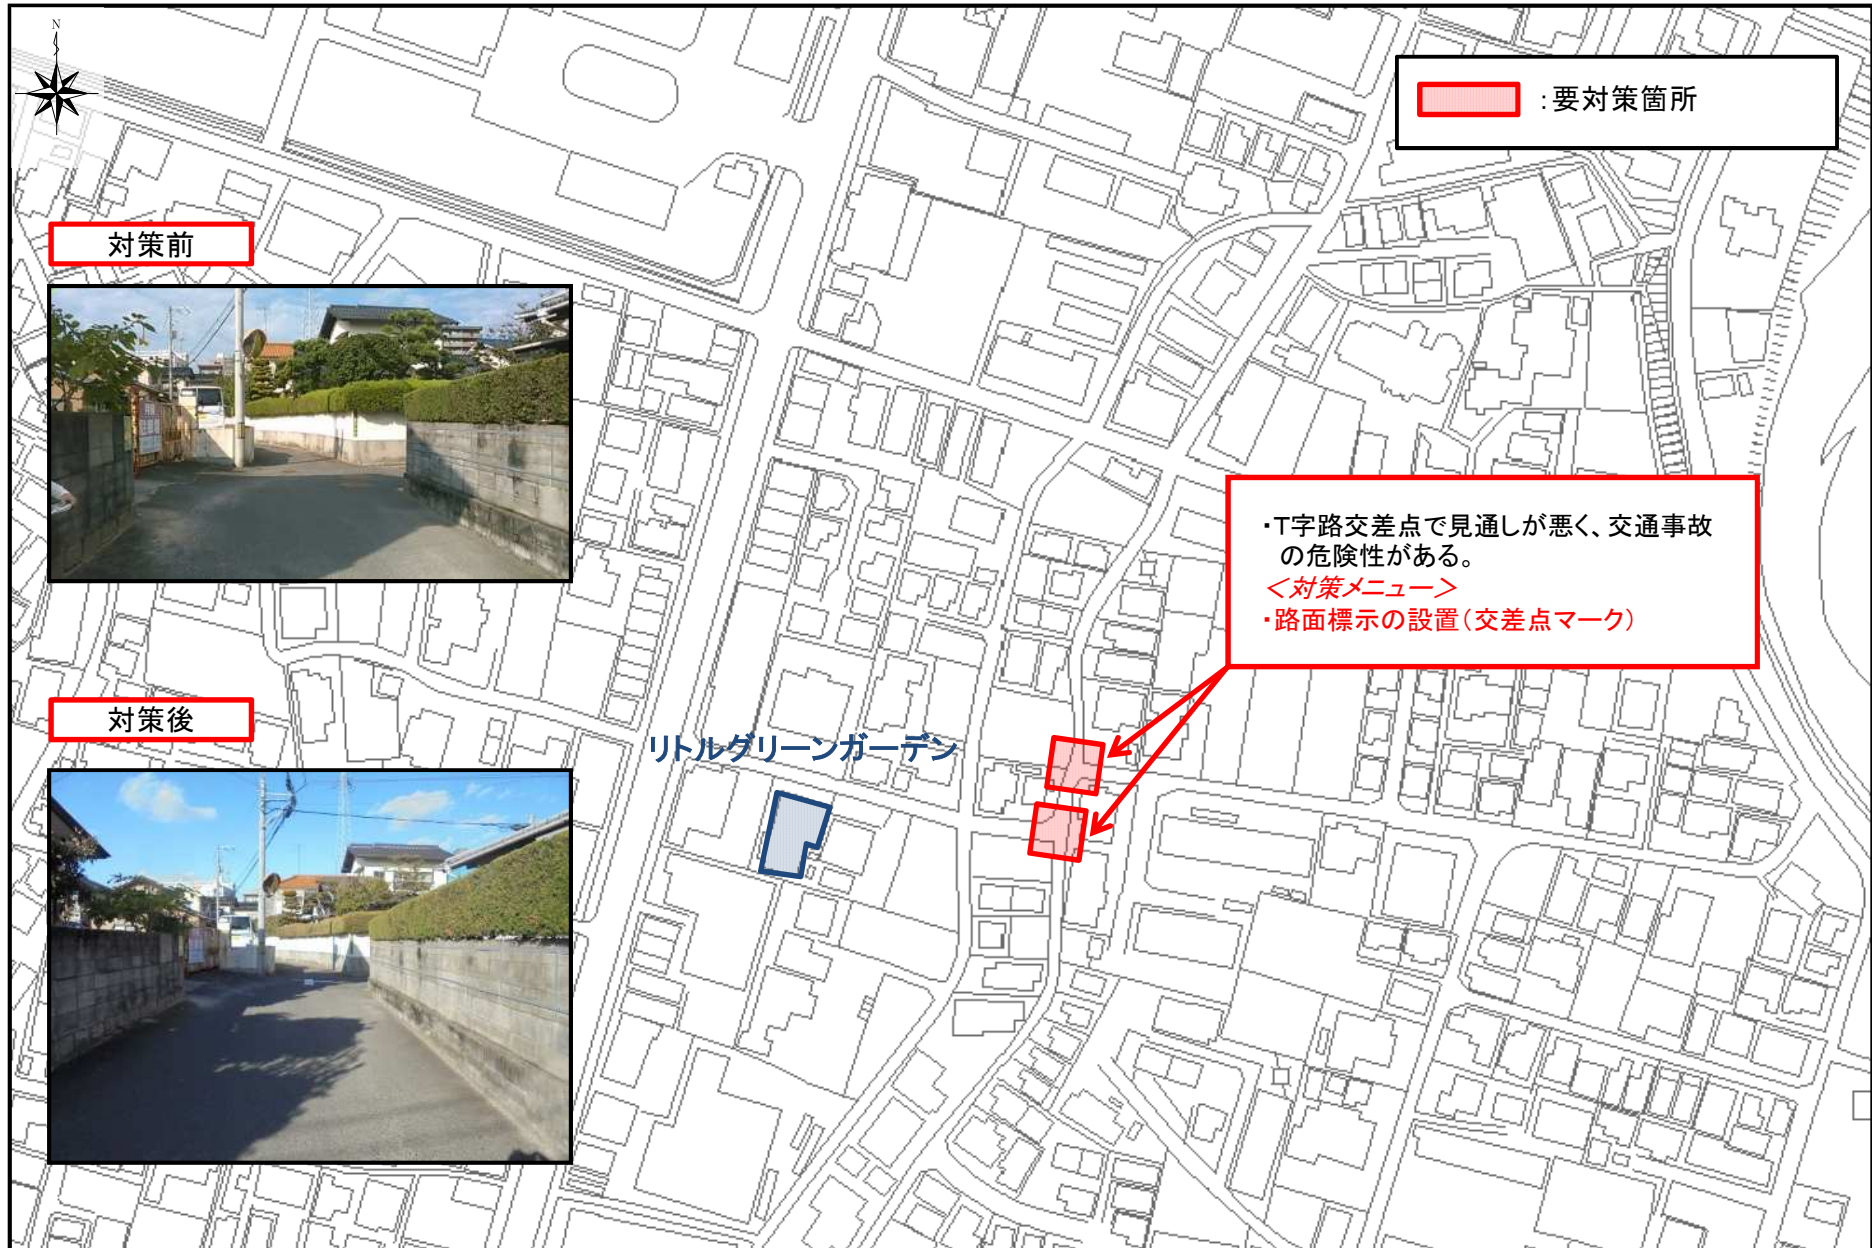 N
:要対策箇所
対策前
・T字路交差点で見通しが悪く、交通事故
の危険性がある。
＜対策メニュー＞
・路面標示の設置(交差点マーク)
対策後
リトルグリーンガーデン